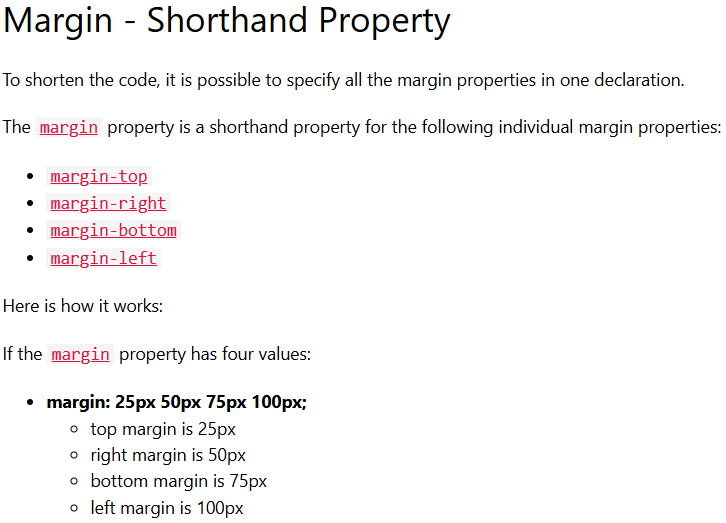 Margin - Shorthand Property
To shorten the code, it is possible to specify all the margin properties in one declaration.
The margin property is a shorthand property for the following individual margin properties:
• margin-top
• margin-right
• margin-bottom
• margin-left
Here is how it works:
If the margin property has four values:
• margin: 25px 50px 75px 100px;
◦ top margin is 25px
◦ right margin is 50px
◦ bottom margin is 75px
◦ left margin is 100px